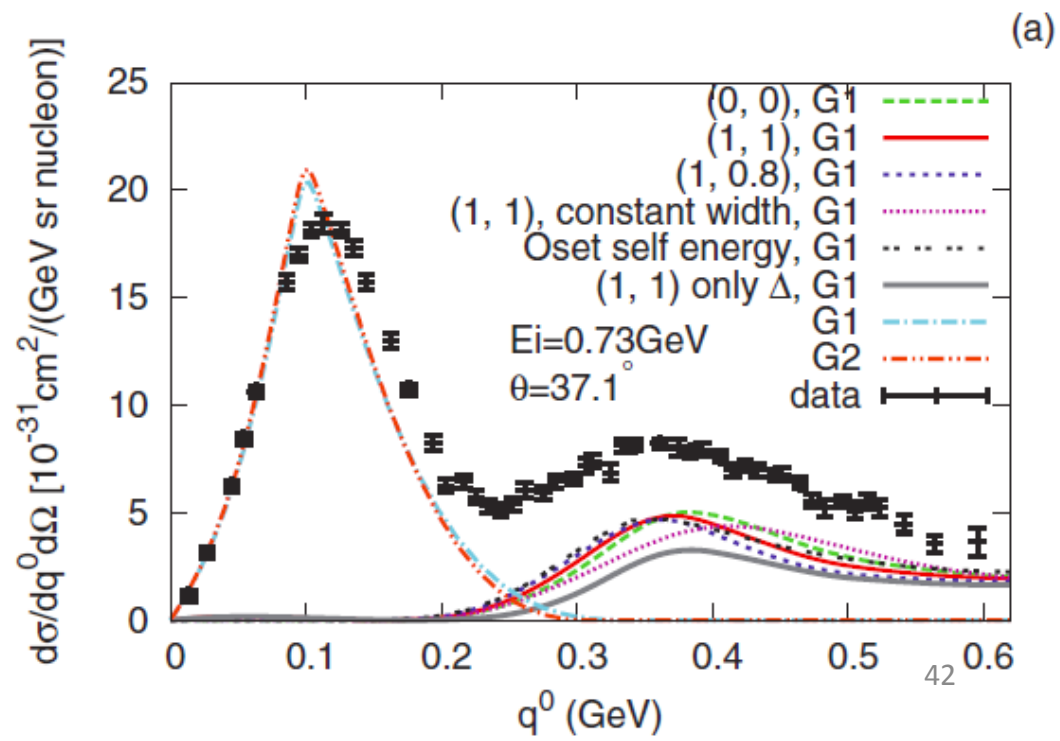 (a)
dσ/dq⁰dΩ [10⁻³¹cm²/(GeV sr nucleon)]
25
20
15
10
5
0
(0, 0), G1
(1, 1), G1
(1, 0.8), G1
(1, 1), constant width, G1
Oset self energy, G1
(1, 1) only Δ, G1
G1
G2
data
Ei=0.73GeV
θ=37.1°
0 0.1 0.2 0.3 0.4 0.5 0.6
42
q⁰ (GeV)